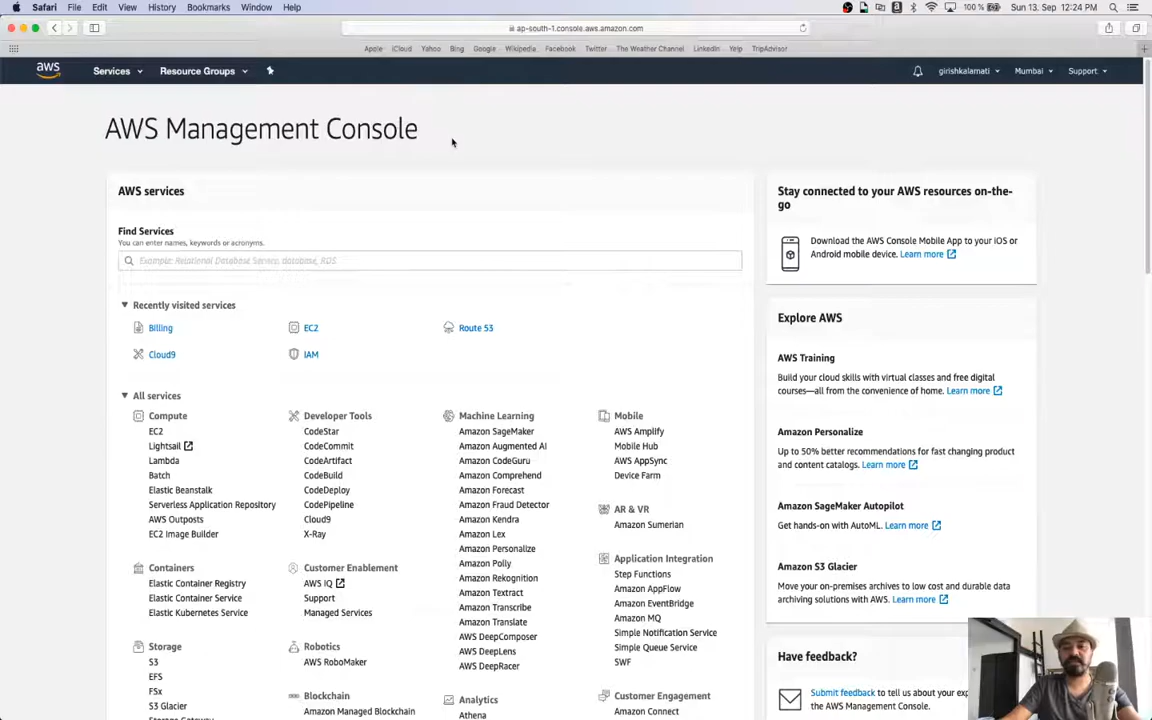 Safari File Edit View History Bookmarks Window Help
100 % Sun 13. Sep 12:24 PM
ap-south-1.console.aws.amazon.com
Apple iCloud Yahoo Bing Google Wikipedia Facebook Twitter The Weather Channel LinkedIn Yelp TripAdvisor
aws Services Resource Groups girishkalamati Mumbai Support
AWS Management Console
AWS services
Find Services
You can enter names, keywords or acronyms.
Example: Relational Database Service, database, RDS
Recently visited services
Billing EC2 Route 53
Cloud9 IAM
All services
Compute
EC2
Lightsail
Lambda
Batch
Elastic Beanstalk
Serverless Application Repository
AWS Outposts
EC2 Image Builder
Containers
Elastic Container Registry
Elastic Container Service
Elastic Kubernetes Service
Storage
S3
EFS
FSx
S3 Glacier
Developer Tools
CodeStar
CodeCommit
CodeArtifact
CodeBuild
CodeDeploy
CodePipeline
Cloud9
X-Ray
Customer Enablement
AWS IQ
Support
Managed Services
Robotics
AWS RoboMaker
Blockchain
Amazon Managed Blockchain
Machine Learning
Amazon SageMaker
Amazon Augmented AI
Amazon CodeGuru
Amazon Comprehend
Amazon Forecast
Amazon Fraud Detector
Amazon Kendra
Amazon Lex
Amazon Personalize
Amazon Polly
Amazon Rekognition
Amazon Textract
Amazon Transcribe
Amazon Translate
AWS DeepComposer
AWS DeepLens
AWS DeepRacer
Analytics
Athena
Mobile
AWS Amplify
Mobile Hub
AWS AppSync
Device Farm
AR & VR
Amazon Sumerian
Application Integration
Step Functions
Amazon AppFlow
Amazon EventBridge
Amazon MQ
Simple Notification Service
Simple Queue Service
SWF
Customer Engagement
Amazon Connect
Stay connected to your AWS resources on-the-
go
Download the AWS Console Mobile App to your iOS or
Android mobile device. Learn more
Explore AWS
AWS Training
Build your cloud skills with virtual classes and free digital
courses—all from the convenience of home. Learn more
Amazon Personalize
Up to 50% better recommendations for fast changing product
and content catalogs. Learn more
Amazon SageMaker Autopilot
Get hands-on with AutoML. Learn more
Amazon S3 Glacier
Move your on-premises archives to low cost and durable data
archiving solutions with AWS. Learn more
Have feedback?
Submit feedback to tell us about your
AWS Management Console.